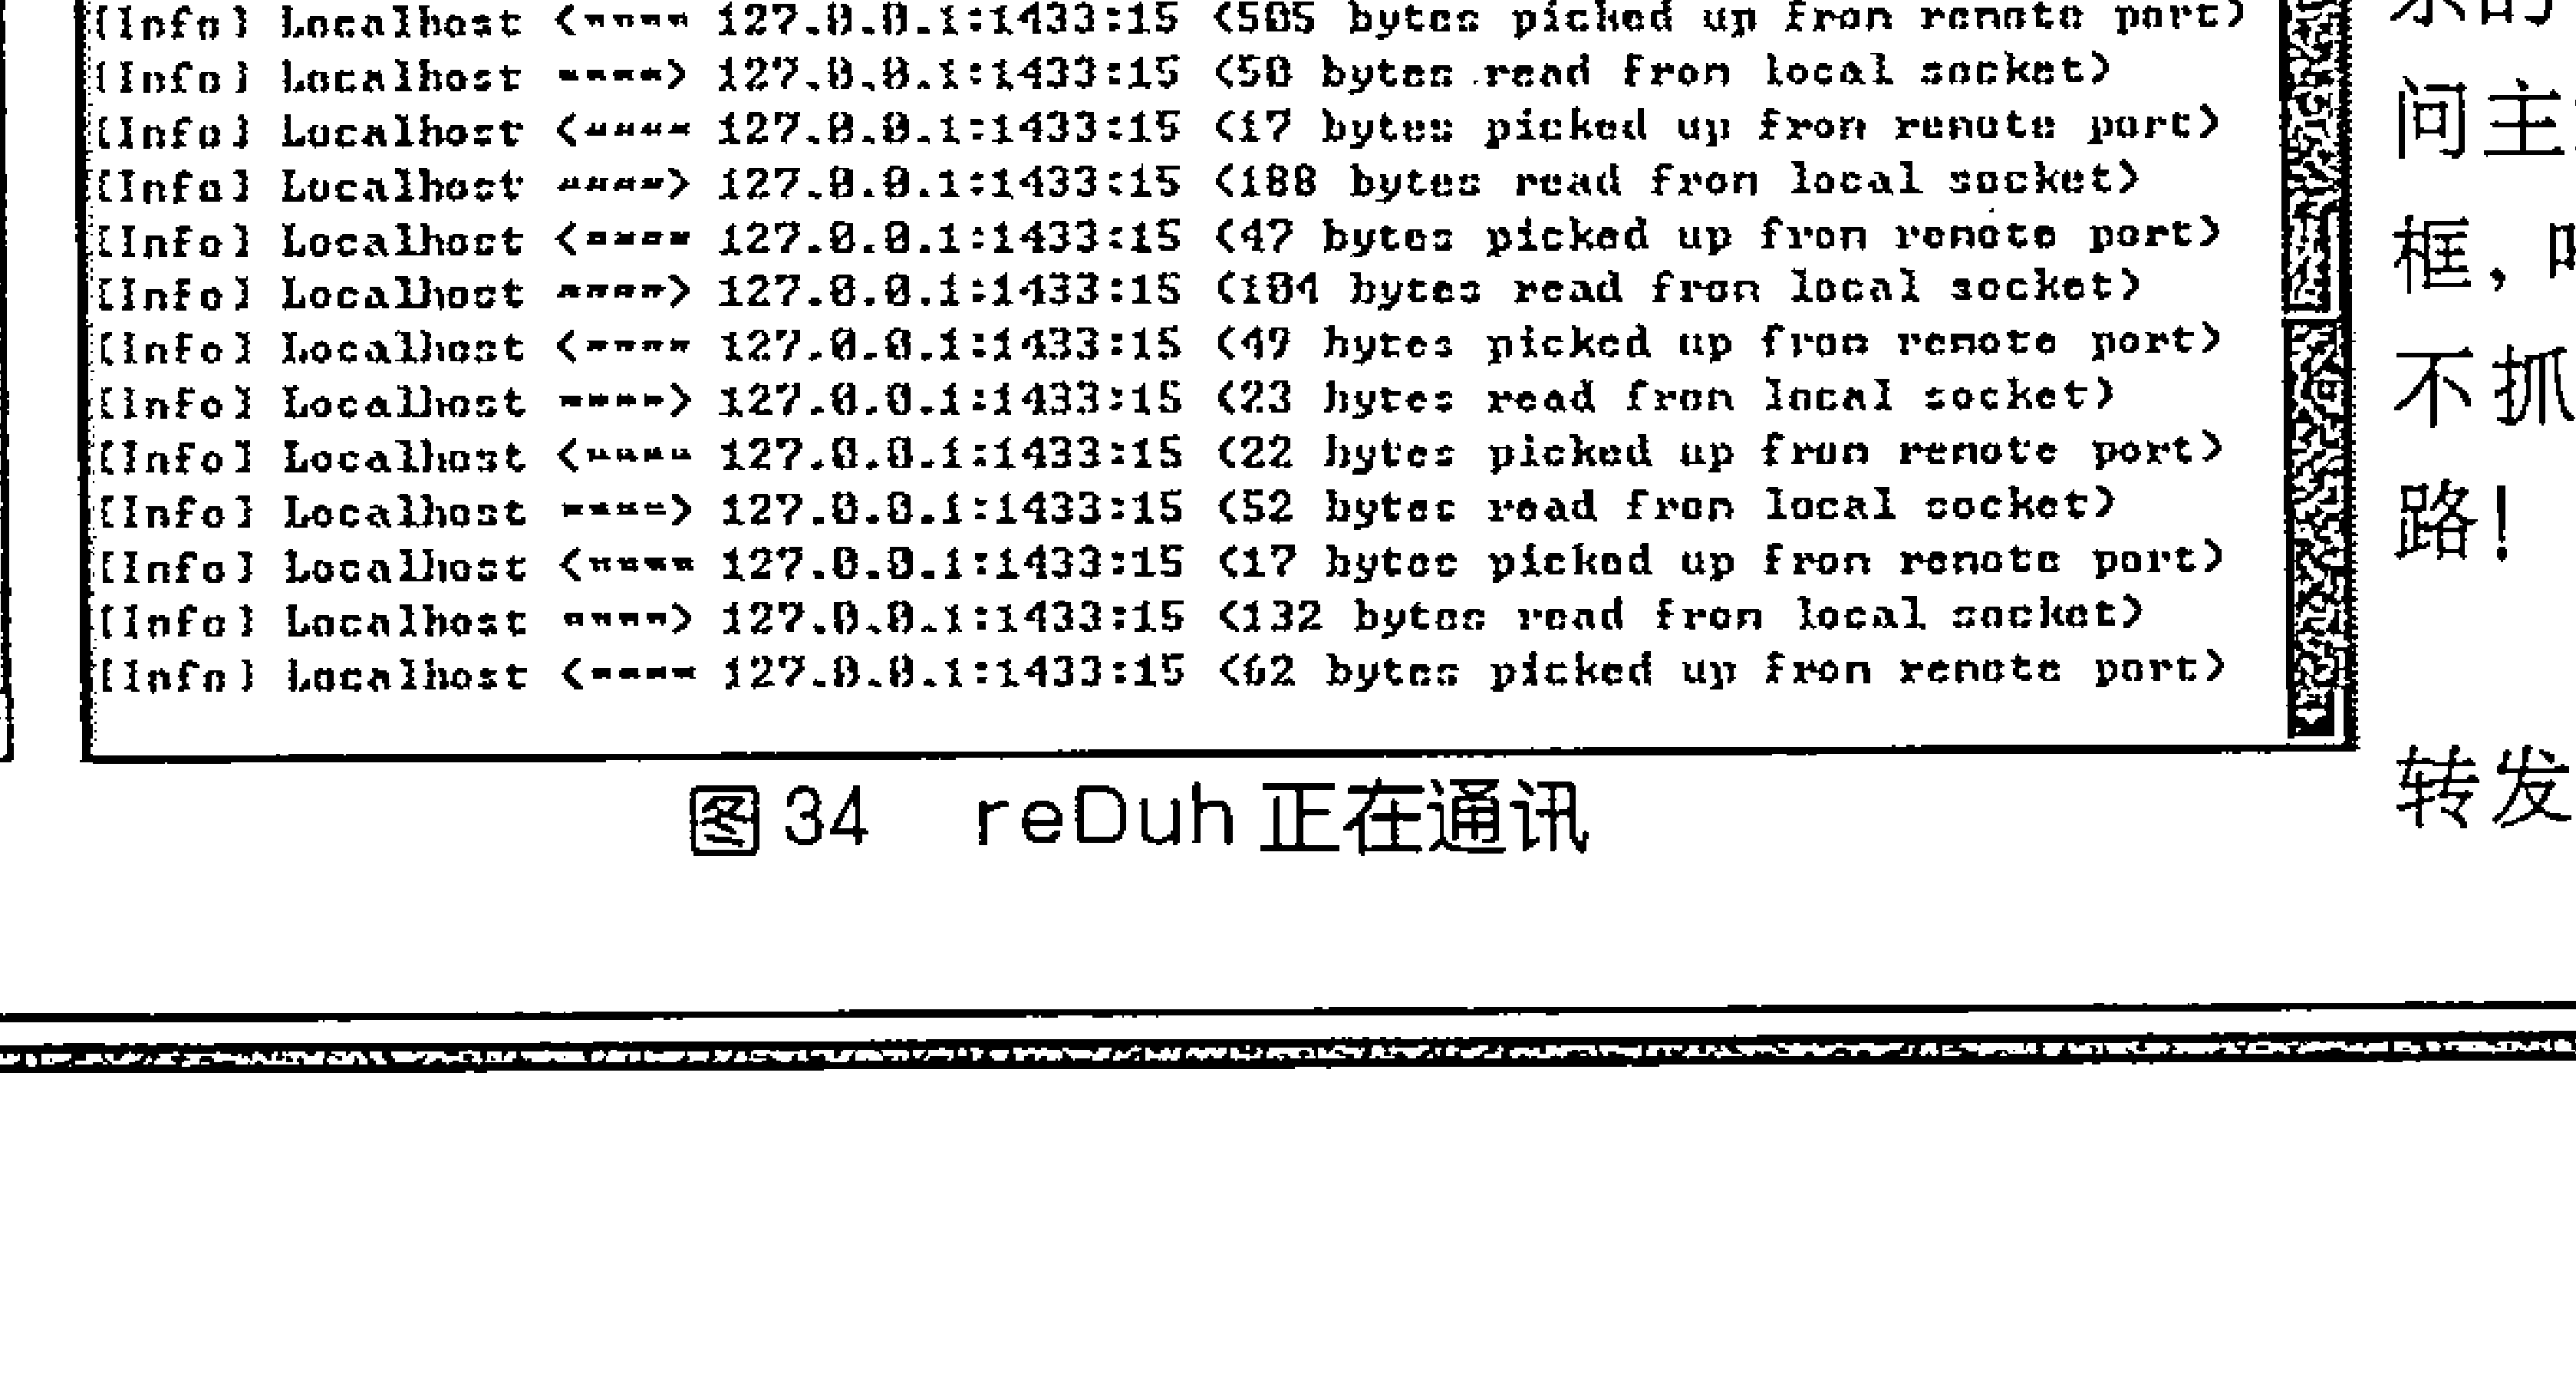 [Info] Localhost <==== 127.0.0.1:1433:15 (505 bytes picked up from remote port)
[Info] Localhost ====> 127.0.0.1:1433:15 (50 bytes read from local socket)
[Info] Localhost <==== 127.0.0.1:1433:15 (17 bytes picked up from remote port)
[Info] Localhost ====> 127.0.0.1:1433:15 (188 bytes read from local socket)
[Info] Localhost <==== 127.0.0.1:1433:15 (47 bytes picked up from remote port)
[Info] Localhost ====> 127.0.0.1:1433:15 (104 bytes read from local socket)
[Info] Localhost <==== 127.0.0.1:1433:15 (49 bytes picked up from remote port)
[Info] Localhost ====> 127.0.0.1:1433:15 (23 bytes read from local socket)
[Info] Localhost <==== 127.0.0.1:1433:15 (22 bytes picked up from remote port)
[Info] Localhost ====> 127.0.0.1:1433:15 (52 bytes read from local socket)
[Info] Localhost <==== 127.0.0.1:1433:15 (17 bytes picked up from remote port)
[Info] Localhost ====> 127.0.0.1:1433:15 (132 bytes read from local socket)
[Info] Localhost <==== 127.0.0.1:1433:15 (62 bytes picked up from remote port)
图34 reDuh正在通讯
问主
框，
不抓
路！
转发